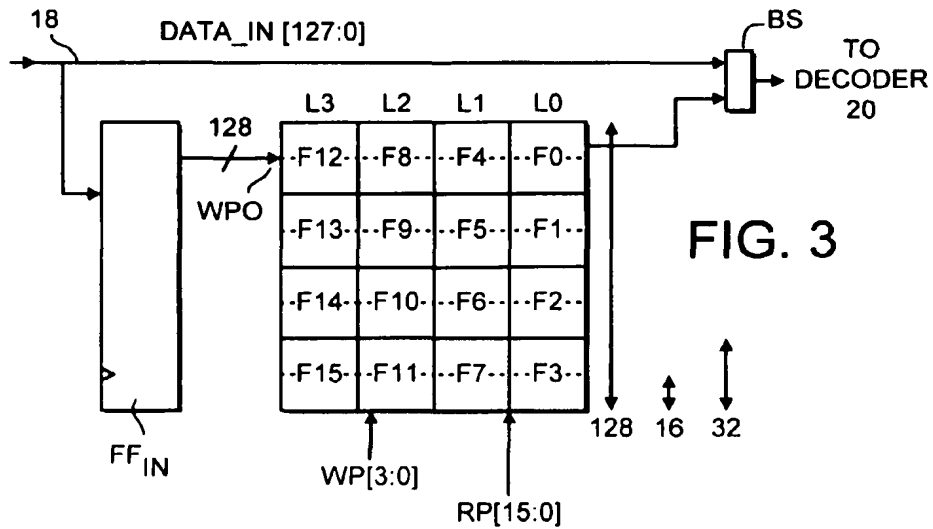 18
DATA_IN [127:0]
BS
TO
DECODER
20
L3 L2 L1 L0
128
WPO
F12 F8 F4 F0
F13 F9 F5 F1
F14 F10 F6 F2
F15 F11 F7 F3
FIG. 3
128 16 32
FFIN
WP[3:0]
RP[15:0]